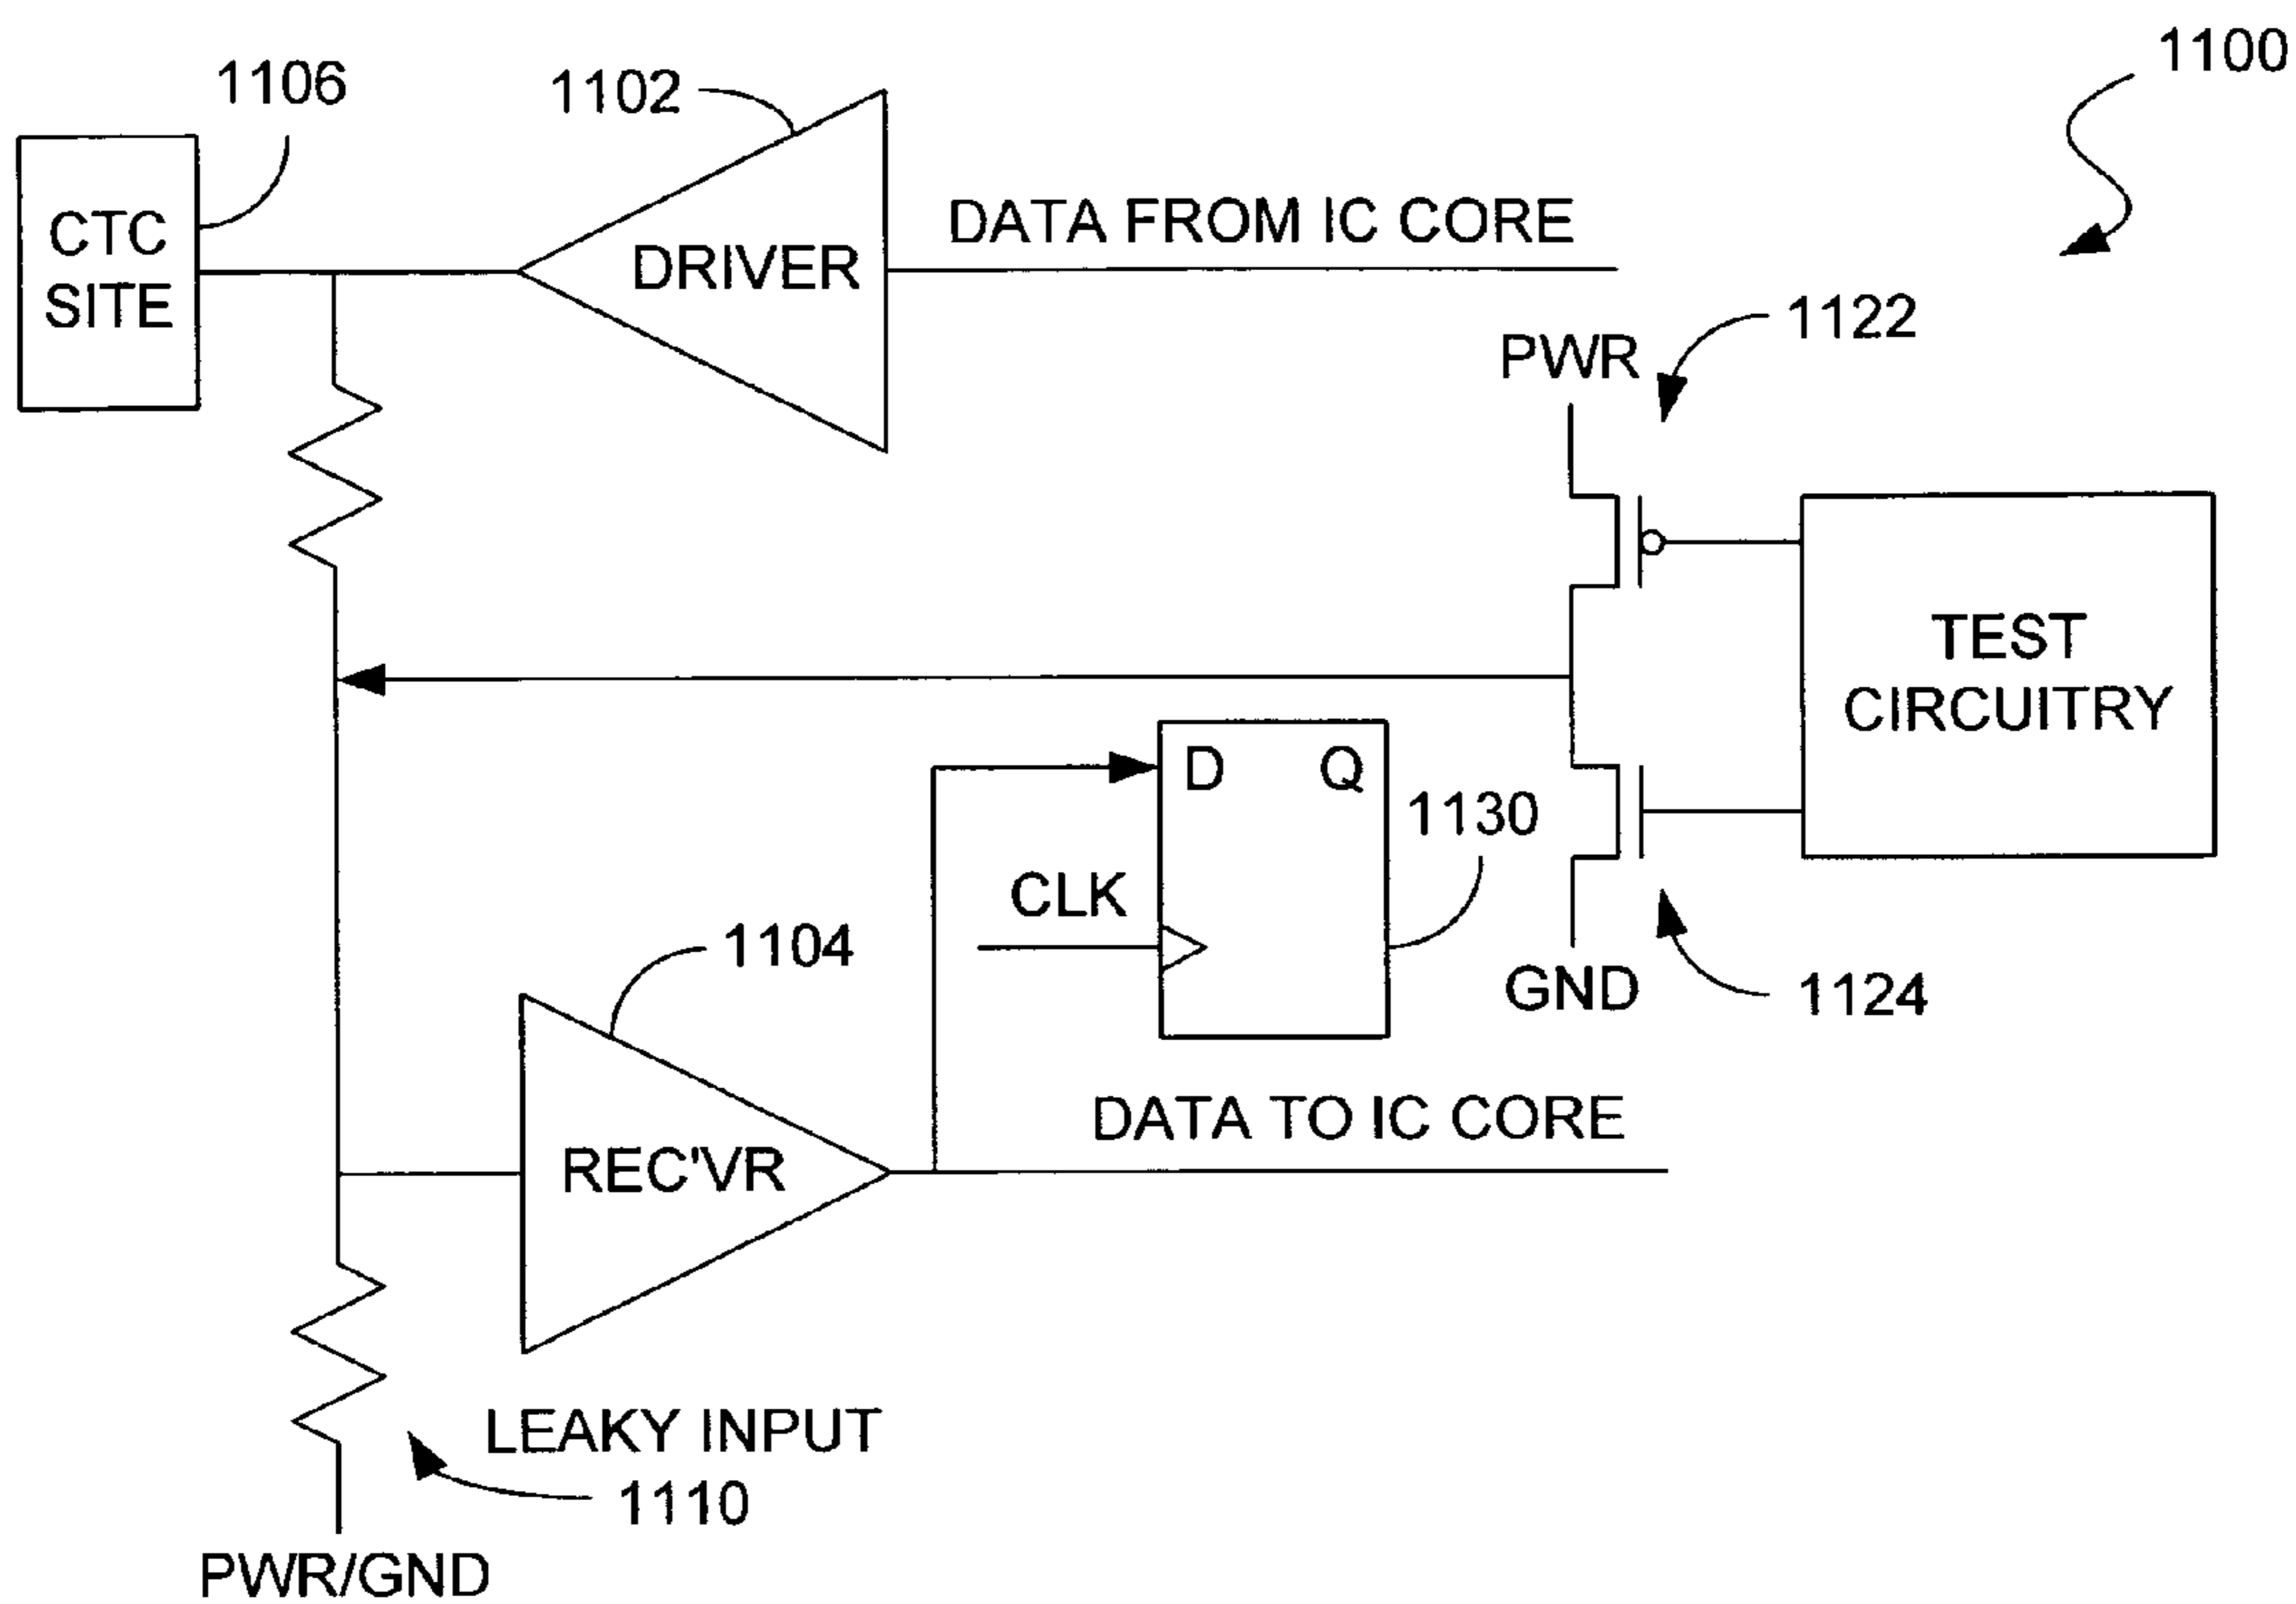 1100
1106
1102
CTC
SITE
DRIVER
DATA FROM IC CORE
1122
PWR
TEST
CIRCUITRY
D Q
1130
CLK
1104
GND
1124
DATA TO IC CORE
REC'VR
LEAKY INPUT
1110
PWR/GND